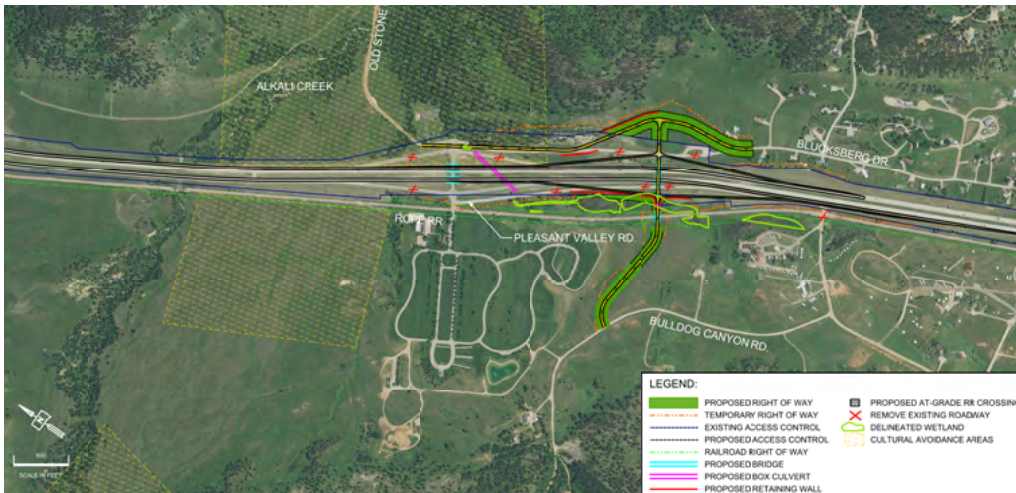 OLD STONE
ALKALI CREEK
BLUCKSBERG DR.
RCPE RR
PLEASANT VALLEY RD.
BULLDOG CANYON RD.
LEGEND:
PROPOSED RIGHT OF WAY
TEMPORARY RIGHT OF WAY
EXISTING ACCESS CONTROL
PROPOSED ACCESS CONTROL
RAILROAD RIGHT OF WAY
PROPOSED BRIDGE
PROPOSED BOX CULVERT
PROPOSED RETAINING WALL
PROPOSED AT-GRADE RR CROSSING
REMOVE EXISTING ROADWAY
DELINEATED WETLAND
CULTURAL AVOIDANCE AREAS
SCALE IN FEET